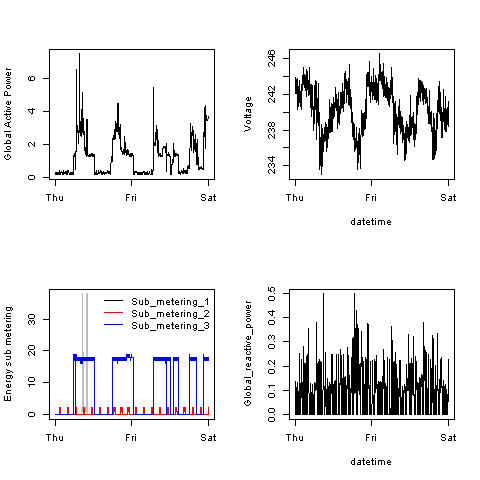 Global Active Power
0 2 4 6
Thu Fri Sat
Voltage
234 238 242 246
Thu Fri Sat
datetime
Energy sub metering
0 10 20 30
Sub_metering_1
Sub_metering_2
Sub_metering_3
Thu Fri Sat
Global_reactive_power
0.0 0.1 0.2 0.3 0.4 0.5
Thu Fri Sat
datetime